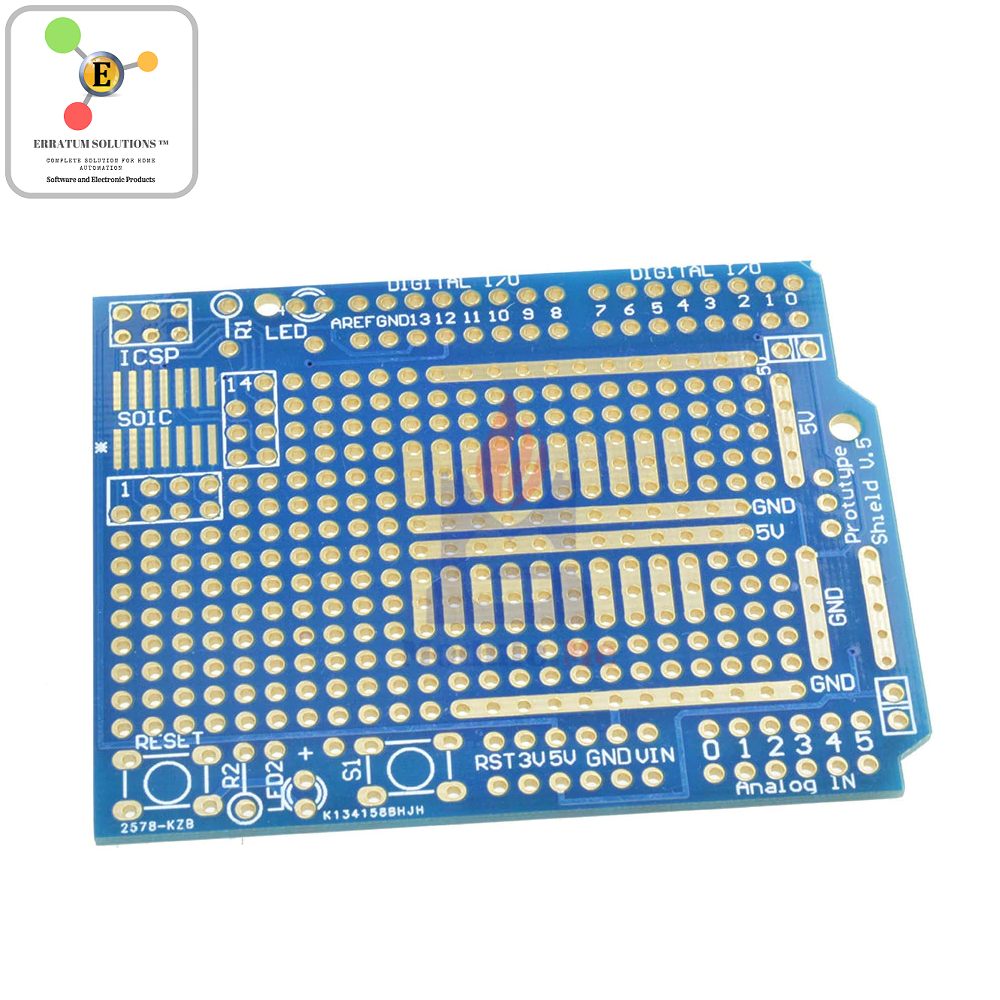 E
ERRATUM SOLUTIONS ™
COMPLETE SOLUTION FOR HOME
AUTOMATION
Software and Electronic Products
DIGITAL I/O
DIGITAL I/O
R1
LED
AREF GND 13 12 11 10 9 8
7 6 5 4 3 2 1 0
ICSP
5V
14
SOIC
5V
1
GND
5V
Prototype
Shield V.5
GND
GND
RESET
R2
LED2
+
S1
RST 3V 5V GND VIN
0 1 2 3 4 5
Analog IN
2578-KZB
K134158BHJH